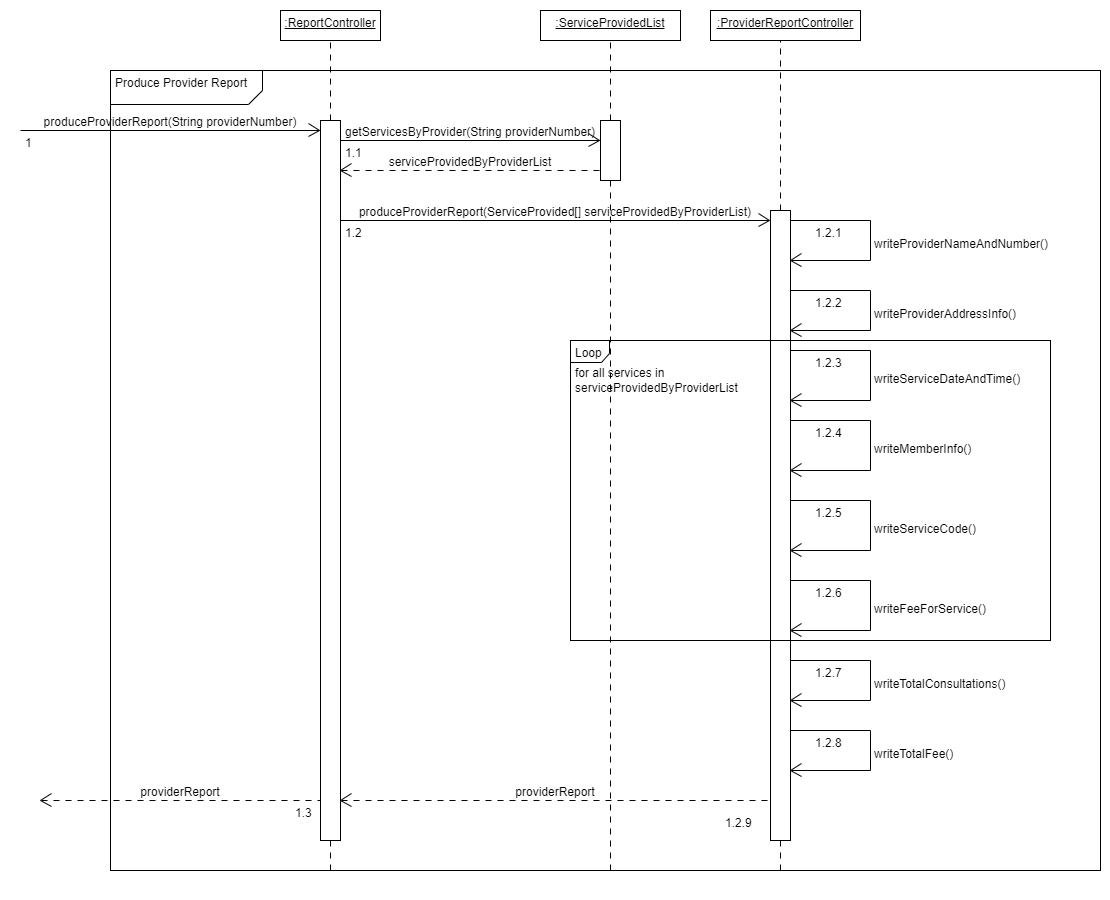 :ReportController
:ServiceProvidedList
:ProviderReportController
Produce Provider Report
produceProviderReport(String providerNumber)
1
getServicesByProvider(String providerNumber)
1.1
serviceProvidedByProviderList
produceProviderReport(ServiceProvided[] serviceProvidedByProviderList)
1.2
1.2.1
writeProviderNameAndNumber()
1.2.2
writeProviderAddressInfo()
Loop
for all services in
serviceProvidedByProviderList
1.2.3
writeServiceDateAndTime()
1.2.4
writeMemberInfo()
1.2.5
writeServiceCode()
1.2.6
writeFeeForService()
1.2.7
writeTotalConsultations()
1.2.8
writeTotalFee()
providerReport
1.3
providerReport
1.2.9